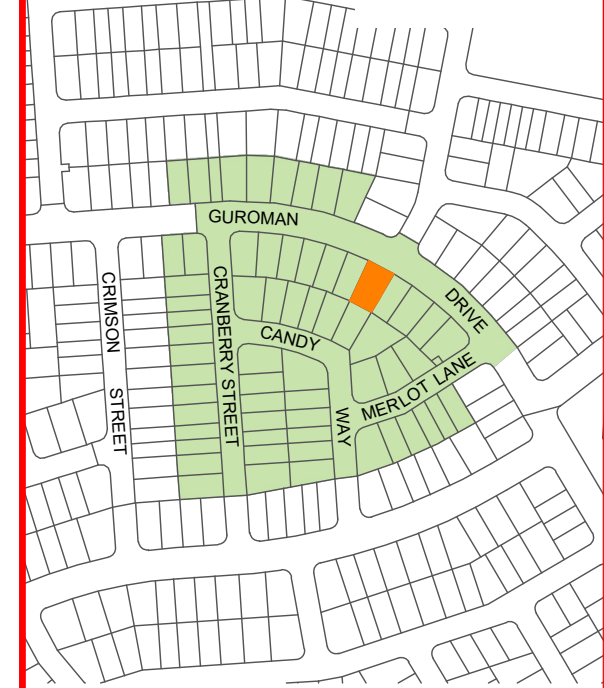 GUROMAN
DRIVE
CRIMSON STREET
CRANBERRY STREET
CANDY
WAY
MERLOT LANE